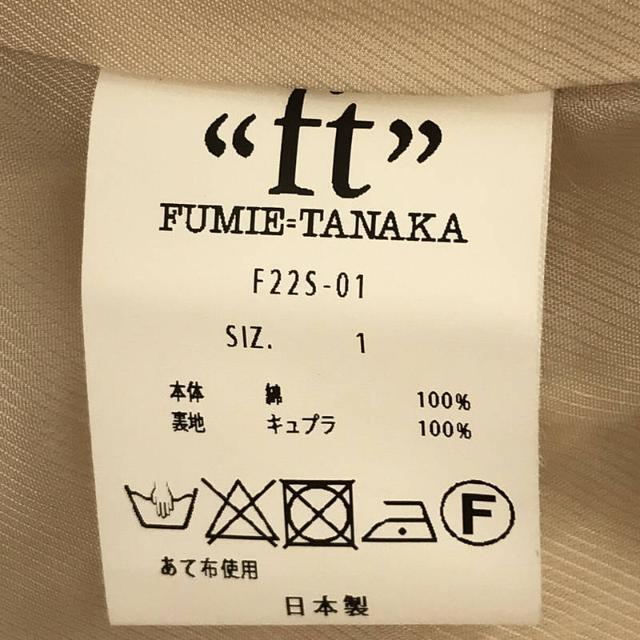 “ft”
FUMIE=TANAKA
F22S-01
SIZ. 1
本体 綿 100%
裏地 キュプラ 100%
F
あて布使用
日本製